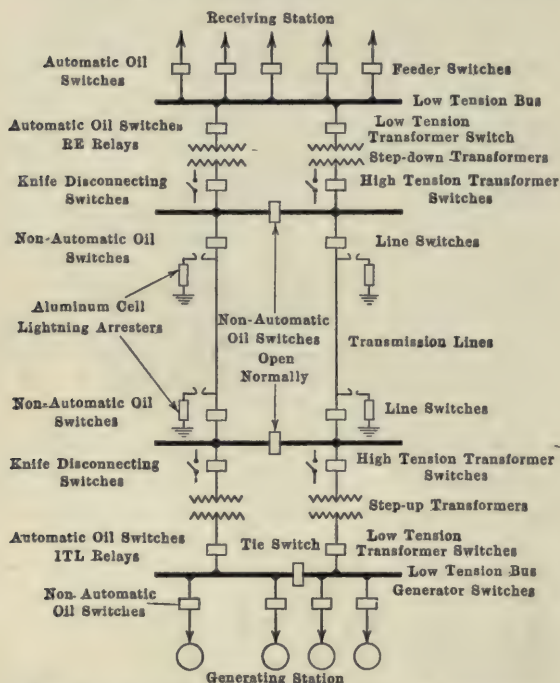 Receiving Station
Automatic Oil
Switches
Feeder Switches
Low Tension Bus
Automatic Oil Switches
RE Relays
Low Tension
Transformer Switch
Step-down Transformers
Knife Disconnecting
Switches
High Tension Transformer
Switches
Non-Automatic Oil
Switches
Line Switches
Aluminum Cell
Lightning Arresters
Non-Automatic
Oil Switches
Open
Normally
Transmission Lines
Non-Automatic Oil
Switches
Line Switches
Knife Disconnecting
Switches
High Tension Transformer
Switches
Step-up Transformers
Automatic Oil Switches
ITL Relays
Tie Switch
Low Tension
Transformer Switches
Low Tension Bus
Non-Automatic
Oil Switches
Generator Switches
Generating Station